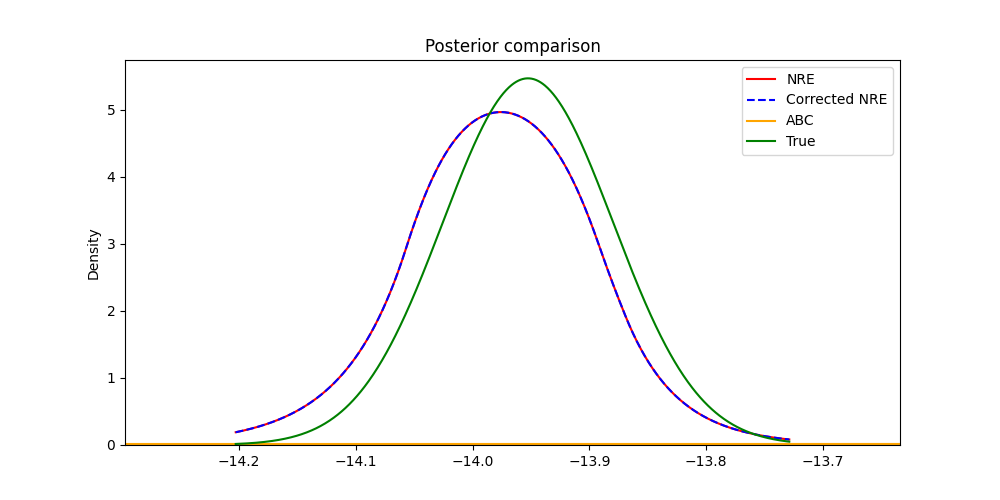 Posterior comparison
NRE
Corrected NRE
ABC
True
Density
5
4
3
2
1
0
−14.2 −14.1 −14.0 −13.9 −13.8 −13.7